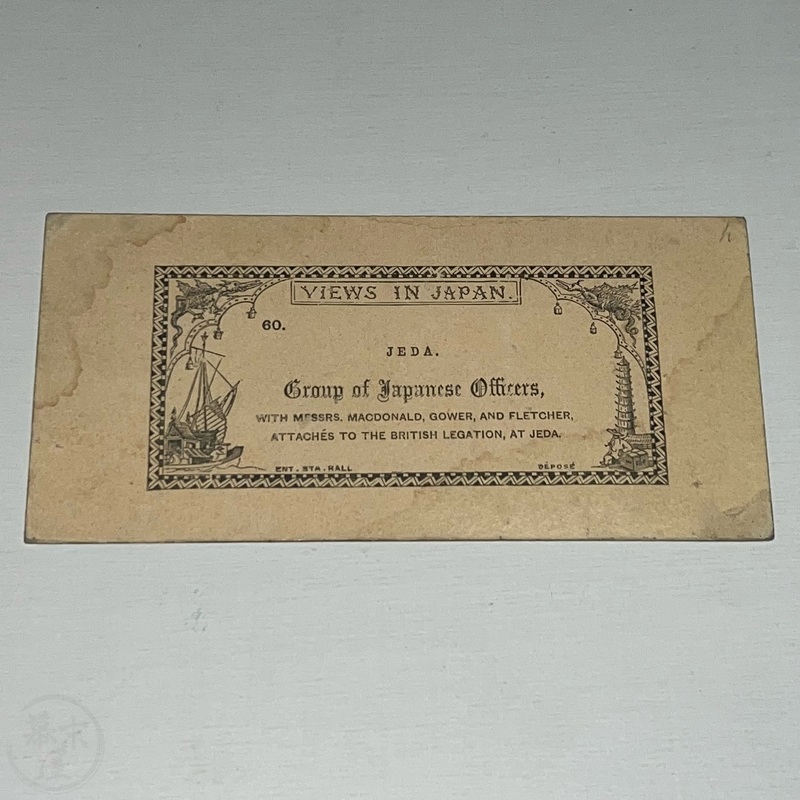 VIEWS IN JAPAN.
60.
JEDA.
Group of Japanese Officers,
WITH MESSRS. MACDONALD, GOWER, AND FLETCHER,
ATTACHÉS TO THE BRITISH LEGATION, AT JEDA.
ENT. STA. HALL
DÉPOSÉ